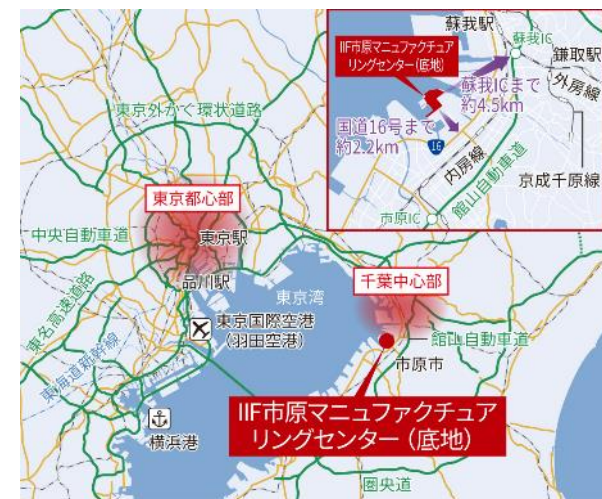 蘇我駅
蘇我IC
鎌取駅
外房線
IIF市原マニュファクチュア
リングセンター(底地)
蘇我ICまで
約4.5km
国道16号まで
約2.2km
16
内房線
館山自動車道
京成千原線
市原IC
東京外かく環状道路
東京都心部
中央自動車道
東京駅
品川駅
東京湾
千葉中心部
東名高速道路
東海道新幹線
東京国際空港
(羽田空港)
館山自動車道
市原市
IIF市原マニュファクチュア
リングセンター(底地)
横浜港
圏央道